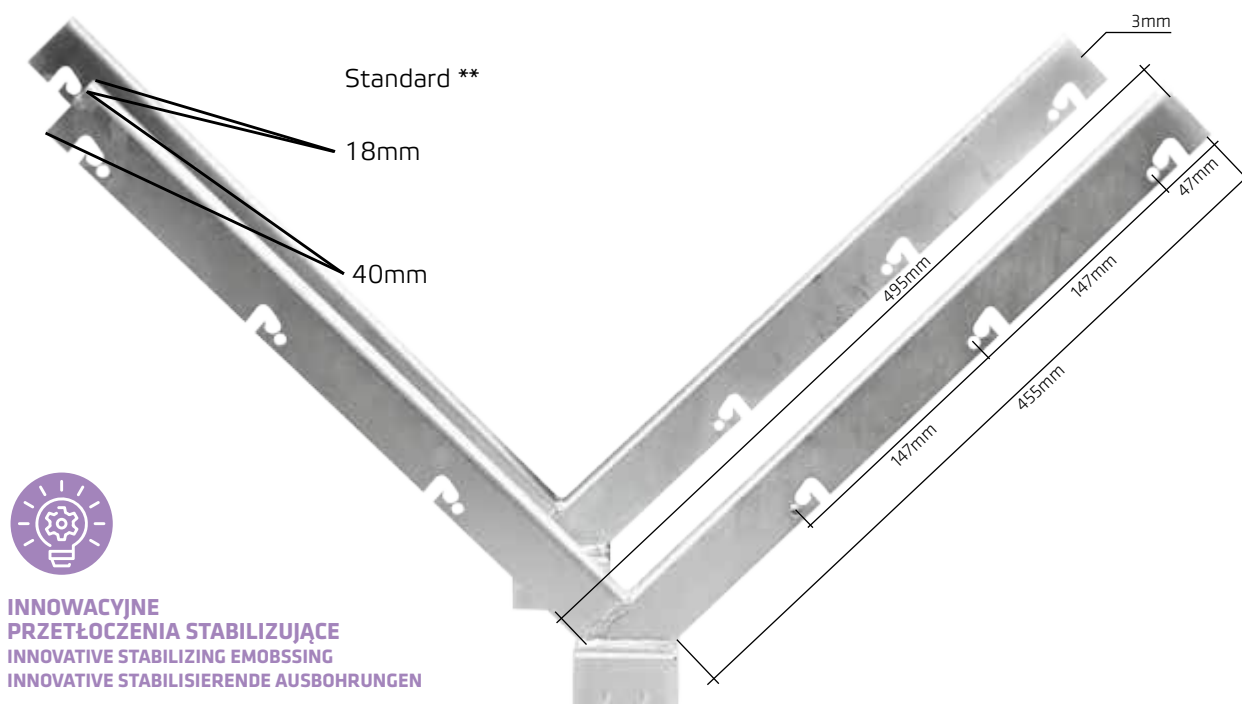 3mm
Standard **
18mm
40mm
47mm
495mm
147mm
455mm
147mm
INNOWACYJNE
PRZETŁOCZENIA STABILIZUJĄCE
INNOVATIVE STABILIZING EMOBSSING
INNOVATIVE STABILISIERENDE AUSBOHRUNGEN